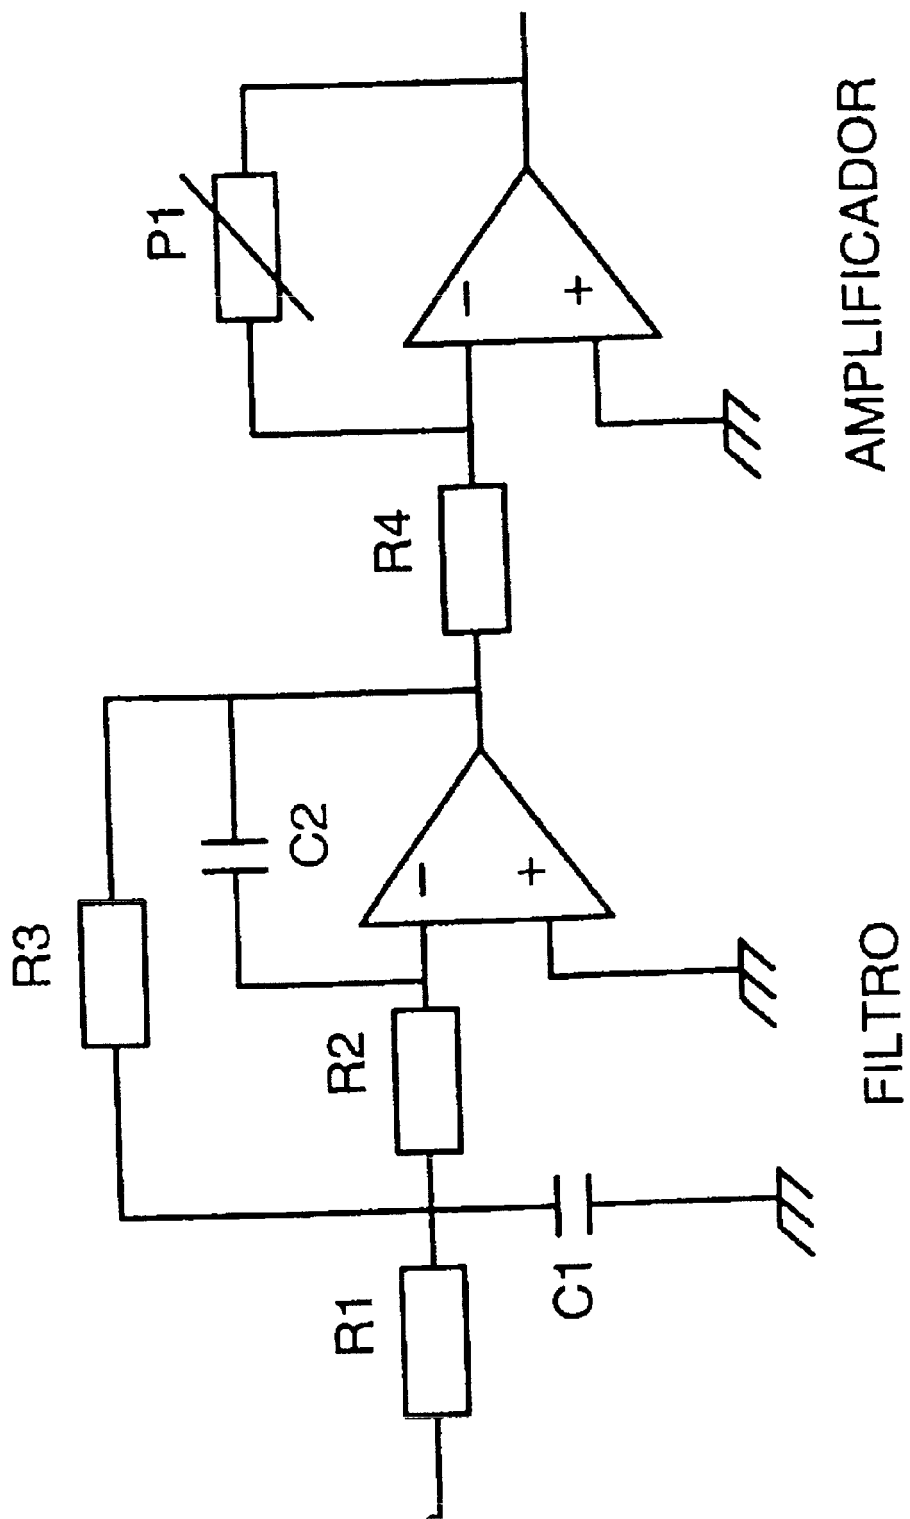 R3
C2
P1
R1
R2
R4
C1
-
+
-
+
FILTRO
AMPLIFICADOR